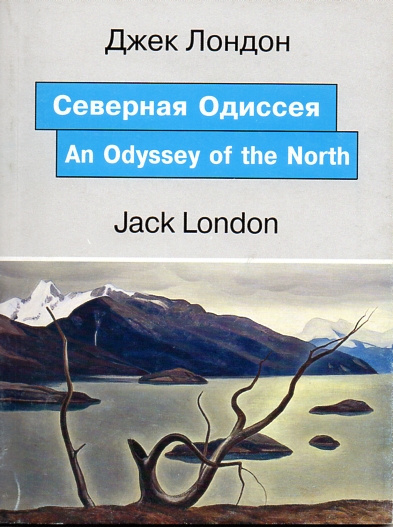 Джек Лондон
Северная Одиссея
An Odyssey of the North
Jack London